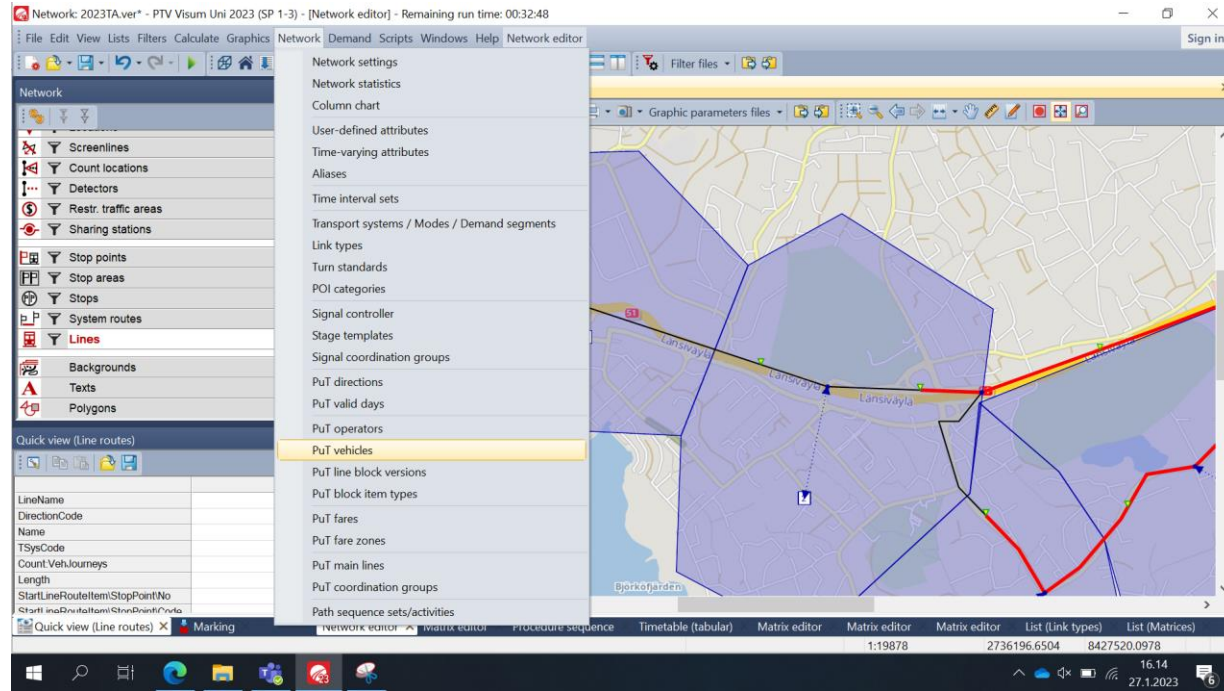 Network: 2023TA.ver* - PTV Visum Uni 2023 (SP 1-3) - [Network editor] - Remaining run time: 00:32:48
File Edit View Lists Filters Calculate Graphics Network Demand Scripts Windows Help Network editor
Sign in
Filter files
Network
Graphic parameters files
Screenlines
Count locations
Detectors
Restr. traffic areas
Sharing stations
Stop points
Stop areas
Stops
System routes
Lines
Backgrounds
Texts
Polygons
Network settings
Network statistics
Column chart
User-defined attributes
Time-varying attributes
Aliases
Time interval sets
Transport systems / Modes / Demand segments
Link types
Turn standards
POI categories
Signal controller
Stage templates
Signal coordination groups
PuT directions
PuT valid days
PuT operators
PuT vehicles
PuT line block versions
PuT block item types
PuT fares
PuT fare zones
PuT main lines
PuT coordination groups
Path sequence sets/activities
51
Länsiväylä
Länsiväylä
Länsiväylä
Länsiväylä
Björköfjärden
Quick view (Line routes)
LineName
DirectionCode
Name
TSysCode
Count:VehJourneys
Length
StartLineRouteItem\StopPoint\No
StartLineRouteItem\StopPoint\Code
Quick view (Line routes) Marking
Network editor Matrix editor Procedure sequence Timetable (tabular) Matrix editor Matrix editor Matrix editor List (Link types) List (Matrices)
1:19878 2736196.6504 8427520.0978
16.14
27.1.2023
6